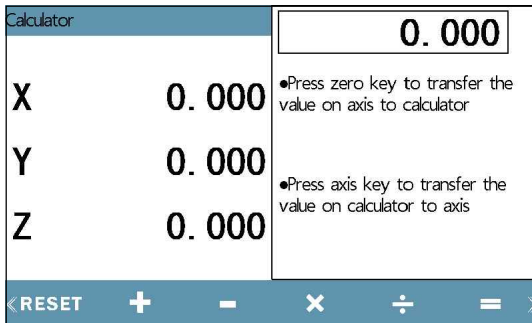 Calculator
0.000
X 0.000
Y 0.000
Z 0.000
●Press zero key to transfer the
value on axis to calculator
●Press axis key to transfer the
value on calculator to axis
«RESET + - × ÷ = »